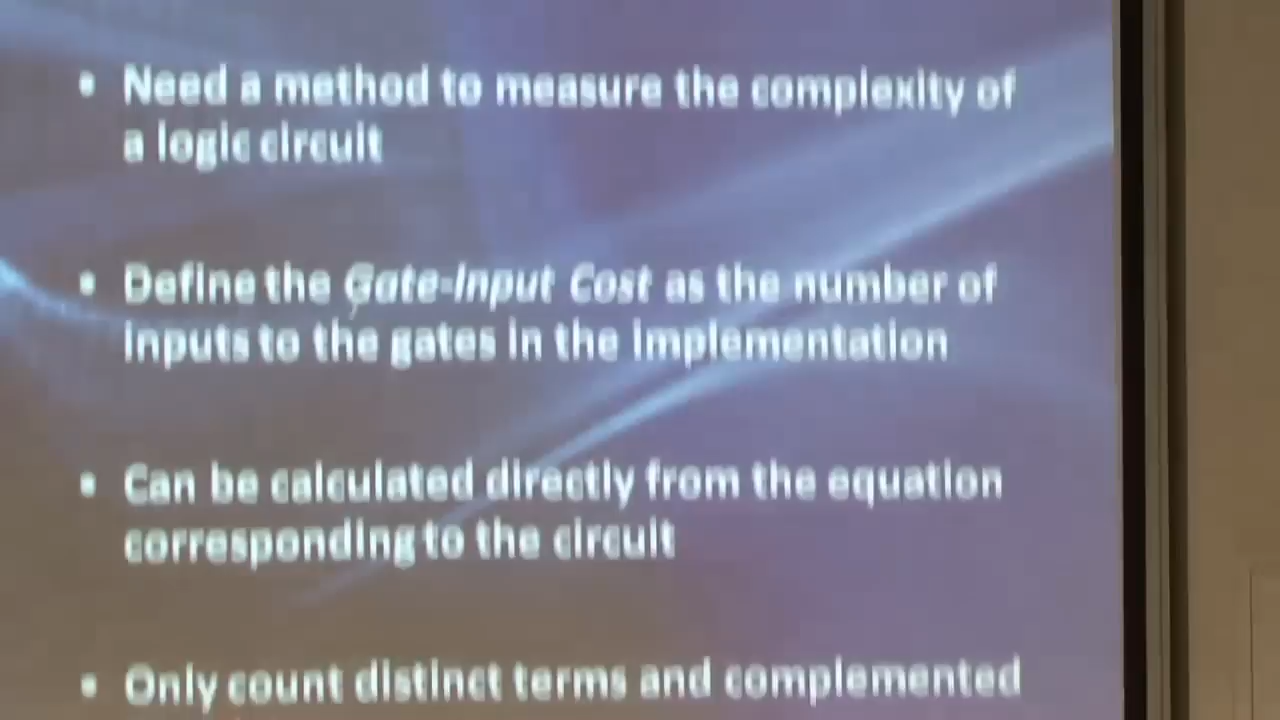 • Need a method to measure the complexity of
a logic circuit
• Define the Gate-Input Cost as the number of
inputs to the gates in the implementation
• Can be calculated directly from the equation
corresponding to the circuit
• Only count distinct terms and complemented